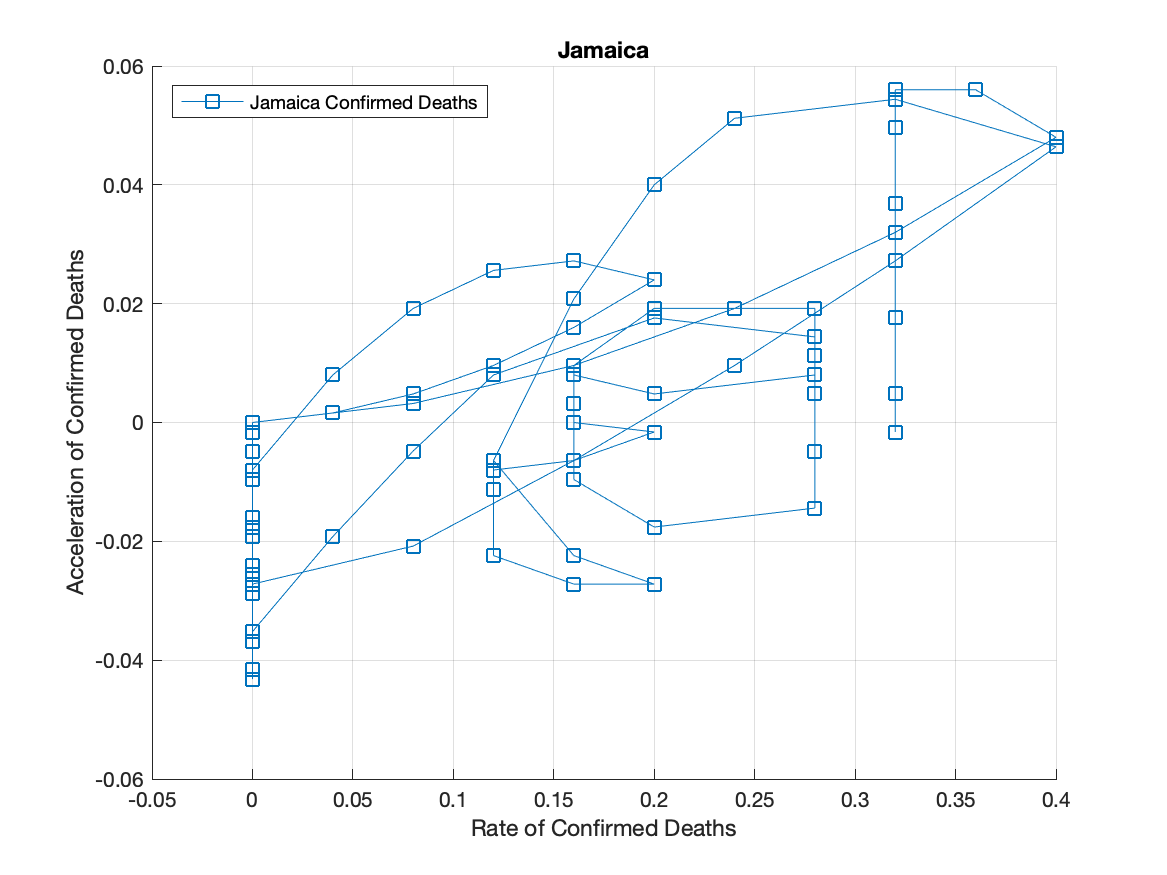 Jamaica
0.06
Jamaica Confirmed Deaths
0.04
0.02
0
-0.02
-0.04
-0.06
Acceleration of Confirmed Deaths
-0.05 0 0.05 0.1 0.15 0.2 0.25 0.3 0.35 0.4
Rate of Confirmed Deaths